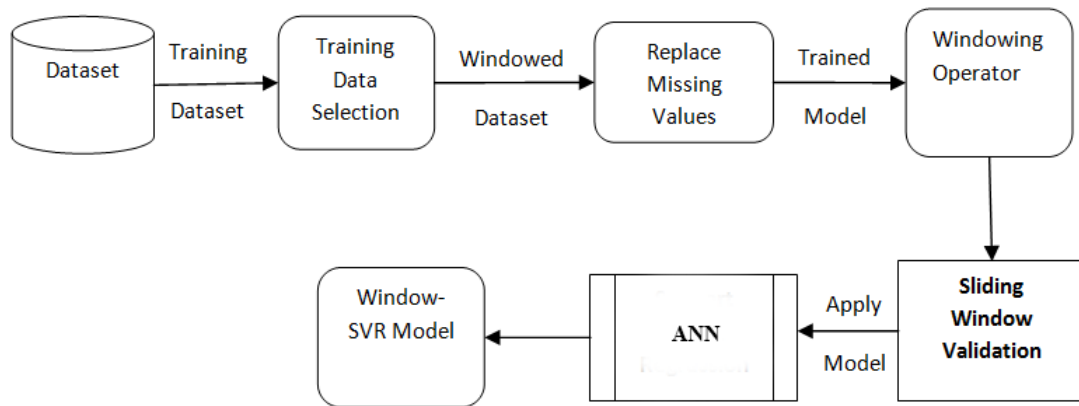 Dataset
Training
Dataset
Training
Data
Selection
Windowed
Dataset
Replace
Missing
Values
Trained
Model
Windowing
Operator
Sliding
Window
Validation
Apply
Model
ANN
Window-
SVR Model